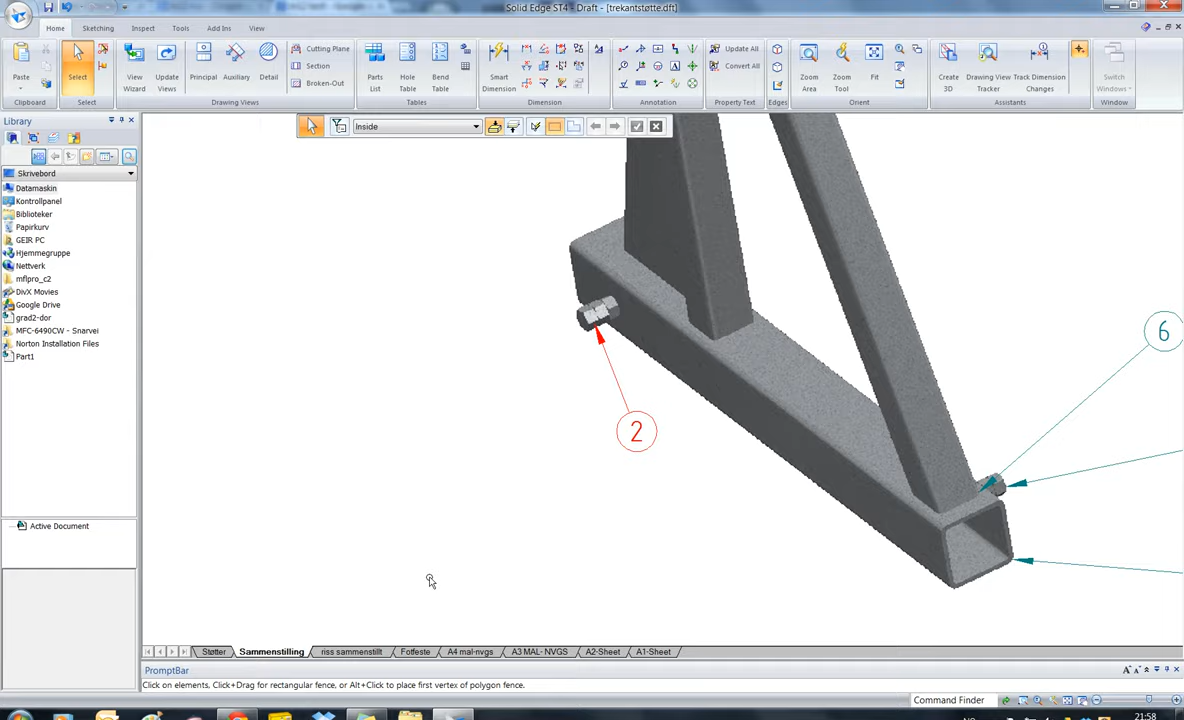 Solid Edge ST4 - Draft - [trekantstøtte.dft]
Home Sketching Inspect Tools Add Ins View
Paste
Select
View Wizard
Update Views
Principal
Auxiliary
Detail
Cutting Plane
Section
Broken-Out
Parts List
Hole Table
Bend Table
Smart Dimension
Update All
Convert All
Zoom Area
Zoom Tool
Fit
Create 3D
Drawing View Tracker
Track Dimension Changes
Switch Windows
Clipboard Select Drawing Views Tables Dimension Annotation Property Text Edges Orient Assistants Window
Library
Inside
Skrivebord
Datamaskin
Kontrollpanel
Biblioteker
Papirkurv
GEIR PC
Hjemmegruppe
Nettverk
mflpro_c2
DivX Movies
Google Drive
grad2-dor
MFC-6490CW - Snarvei
Norton Installation Files
Part1
Active Document
6
2
Støtter Sammenstilling riss sammenstillt Fotfeste A4 mal-nvgs A3 MAL- NVGS A2-Sheet A1-Sheet
PromptBar
Click on elements, Click+Drag for rectangular fence, or Alt+Click to place first vertex of polygon fence.
Command Finder
21:58